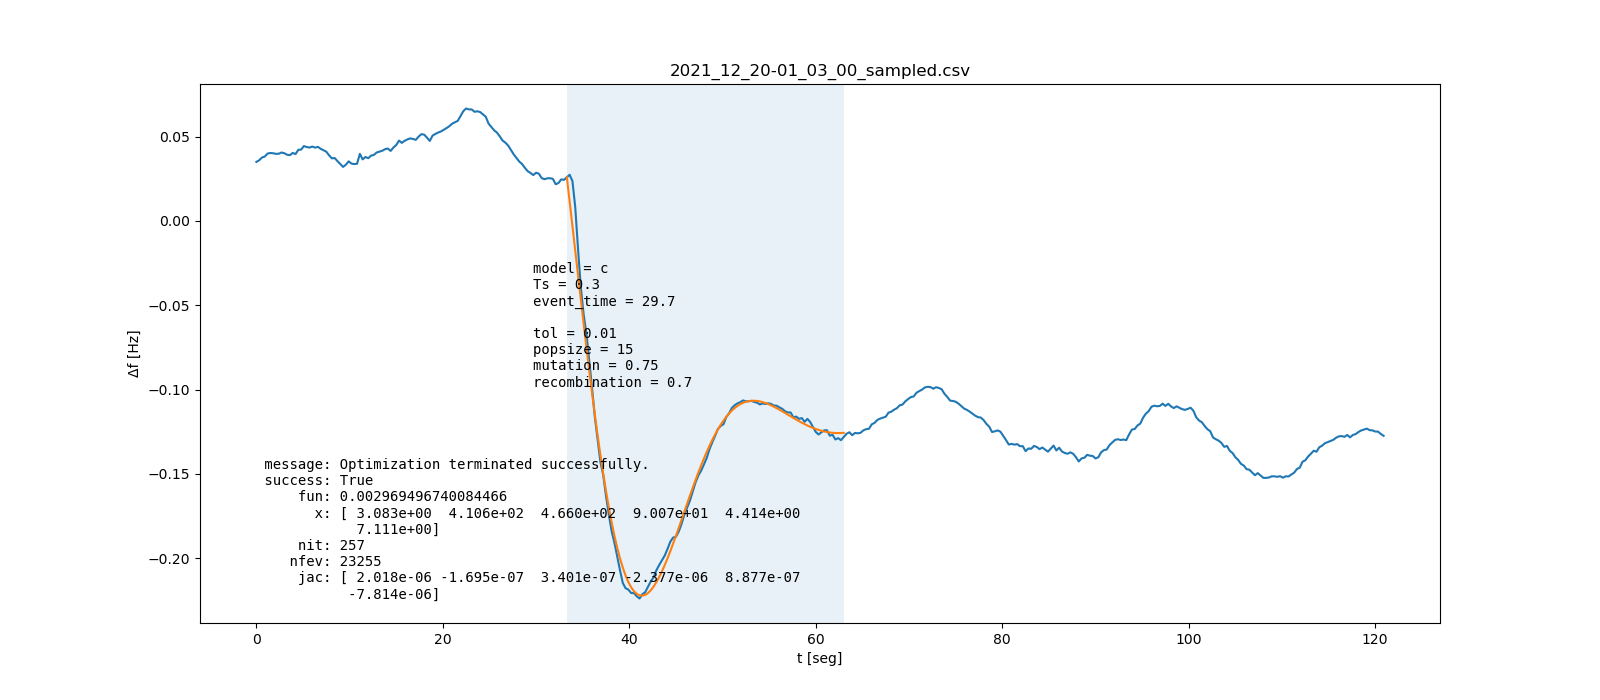 2021_12_20-01_03_00_sampled.csv
0.05
0.00
−0.05
−0.10
−0.15
−0.20
Δf [Hz]
model = c
Ts = 0.3
event_time = 29.7
tol = 0.01
popsize = 15
mutation = 0.75
recombination = 0.7
message: Optimization terminated successfully.
success: True
fun: 0.002969496740084466
x: [ 3.083e+00 4.106e+02 4.660e+02 9.007e+01 4.414e+00
7.111e+00]
nit: 257
nfev: 23255
jac: [ 2.018e-06 -1.695e-07 3.401e-07 -2.377e-06 8.877e-07
-7.814e-06]
0 20 40 60 80 100 120
t [seg]